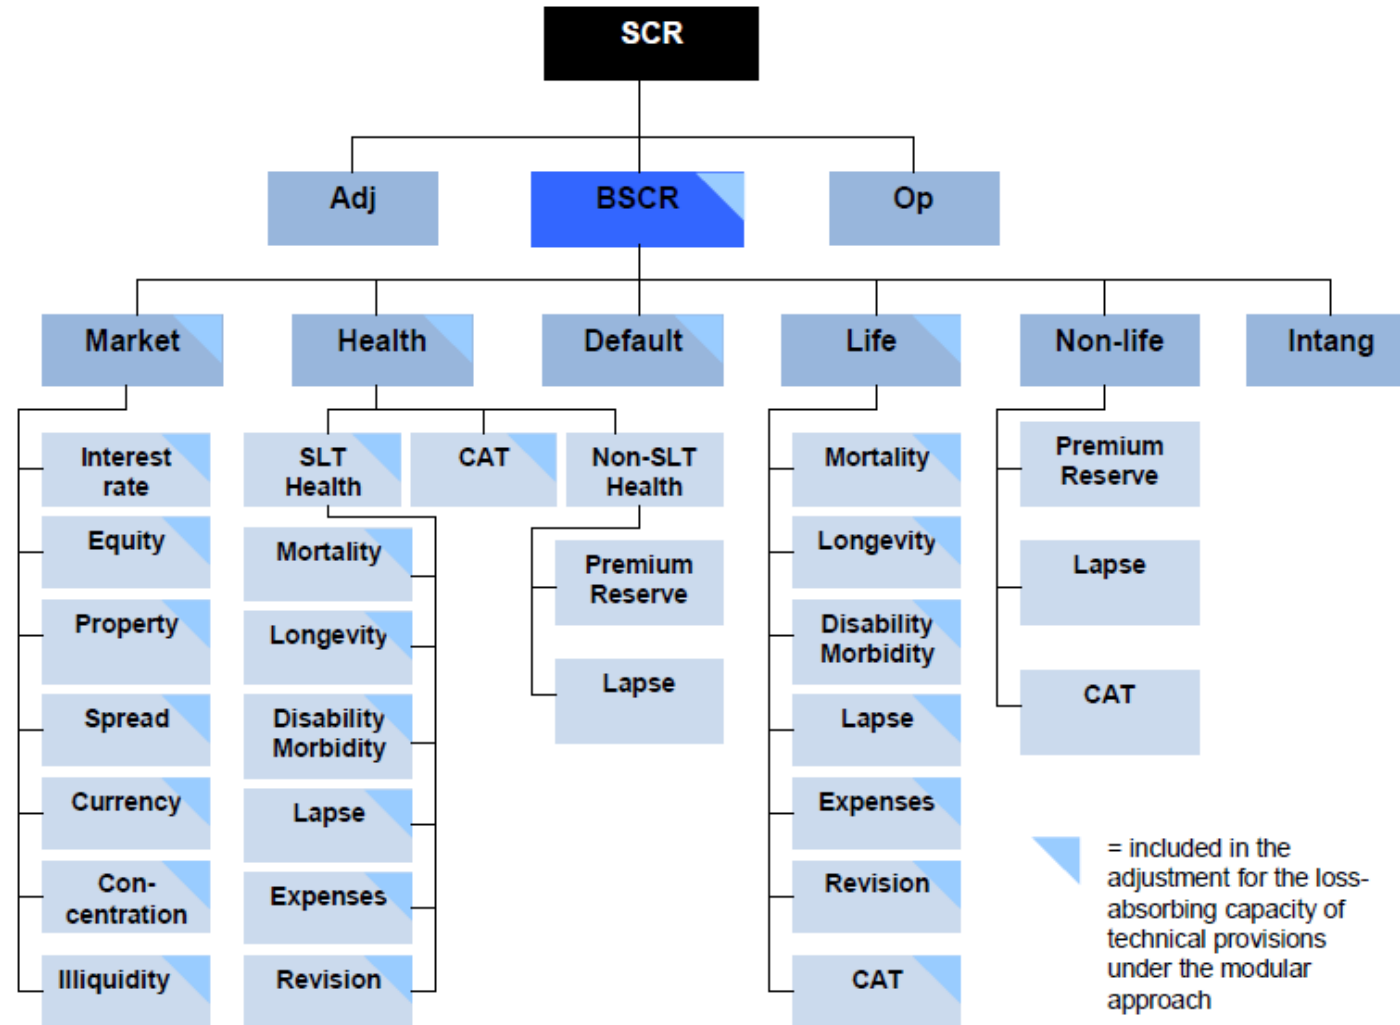 SCR
Adj
BSCR
Op
Market
Health
Default
Life
Non-life
Intang
Interest
rate
Equity
Property
Spread
Currency
Con-
centration
Illiquidity
SLT
Health
CAT
Non-SLT
Health
Mortality
Longevity
Disability
Morbidity
Lapse
Expenses
Revision
Premium
Reserve
Lapse
Mortality
Longevity
Disability
Morbidity
Lapse
Expenses
Revision
CAT
Premium
Reserve
Lapse
CAT
= included in the
adjustment for the loss-
absorbing capacity of
technical provisions
under the modular
approach